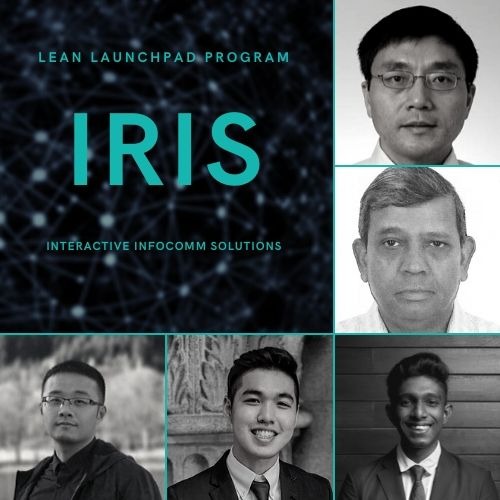 LEAN LAUNCHPAD PROGRAM
IRIS
INTERACTIVE INFOCOMM SOLUTIONS